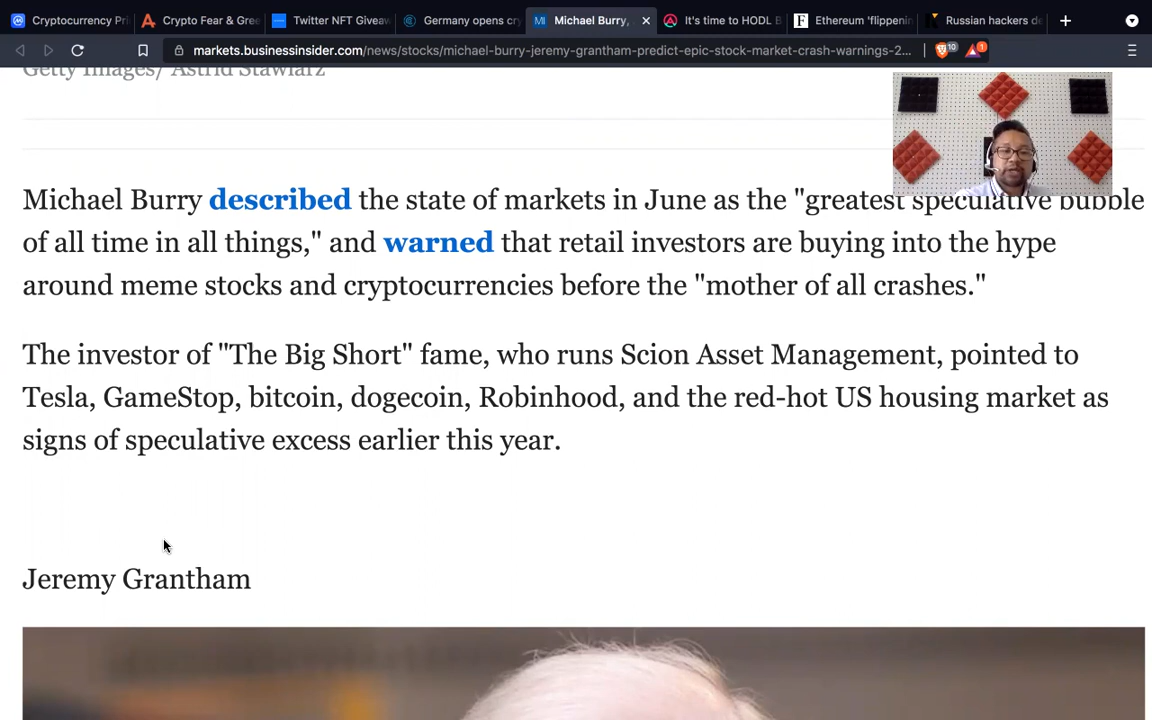 Cryptocurrency Pri
Crypto Fear & Gre
Twitter NFT Giveaw
Germany opens cry
Michael Burry,
It's time to HODL B
Ethereum 'flippenin
Russian hackers de
markets.businessinsider.com/news/stocks/michael-burry-jeremy-grantham-predict-epic-stock-market-crash-warnings-2...
10
1
Getty Images/ Astrid Stawiarz
Michael Burry described the state of markets in June as the "greatest speculative bubble
of all time in all things," and warned that retail investors are buying into the hype
around meme stocks and cryptocurrencies before the "mother of all crashes."
The investor of "The Big Short" fame, who runs Scion Asset Management, pointed to
Tesla, GameStop, bitcoin, dogecoin, Robinhood, and the red-hot US housing market as
signs of speculative excess earlier this year.
Jeremy Grantham